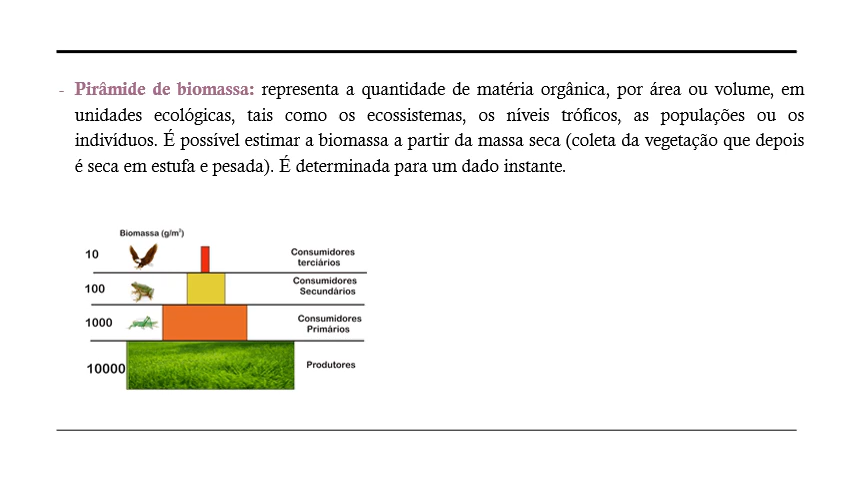 - Pirâmide de biomassa: representa a quantidade de matéria orgânica, por área ou volume, em
unidades ecológicas, tais como os ecossistemas, os níveis tróficos, as populações ou os
indivíduos. É possível estimar a biomassa a partir da massa seca (coleta da vegetação que depois
é seca em estufa e pesada). É determinada para um dado instante.
Biomassa (g/m²)
10
Consumidores
terciários
100
Consumidores
Secundários
1000
Consumidores
Primários
10000
Produtores